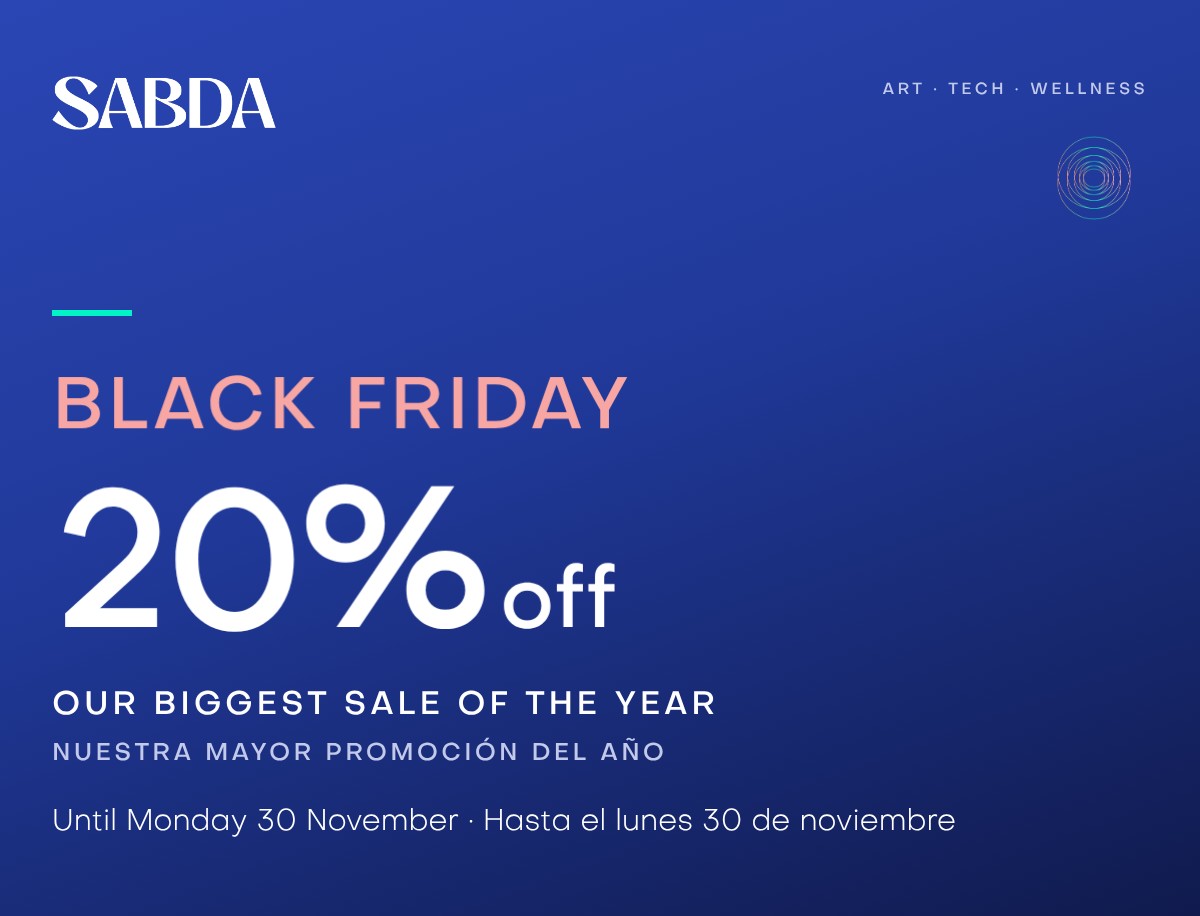 SABDA
ART · TECH · WELLNESS
BLACK FRIDAY
20% off
OUR BIGGEST SALE OF THE YEAR
NUESTRA MAYOR PROMOCIÓN DEL AÑO
Until Monday 30 November · Hasta el lunes 30 de noviembre